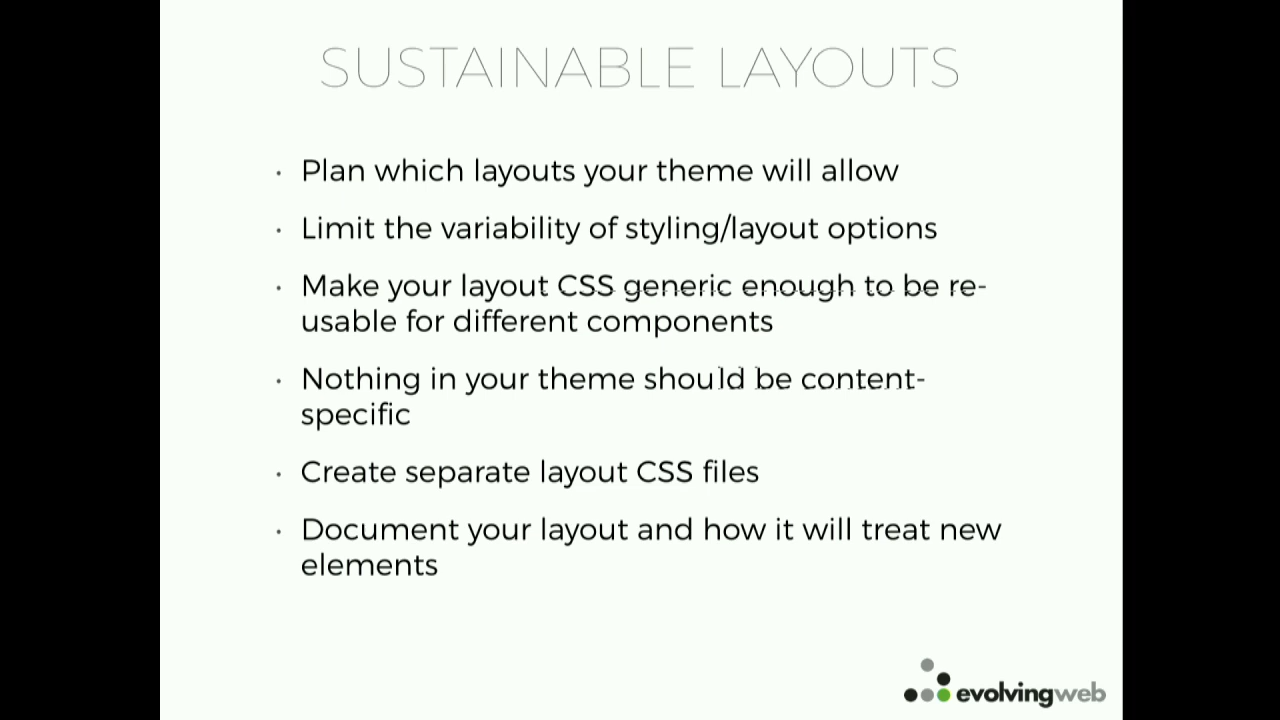 SUSTAINABLE LAYOUTS
· Plan which layouts your theme will allow
· Limit the variability of styling/layout options
· Make your layout CSS generic enough to be re-
usable for different components
· Nothing in your theme should be content-
specific
· Create separate layout CSS files
· Document your layout and how it will treat new
elements
evolvingweb